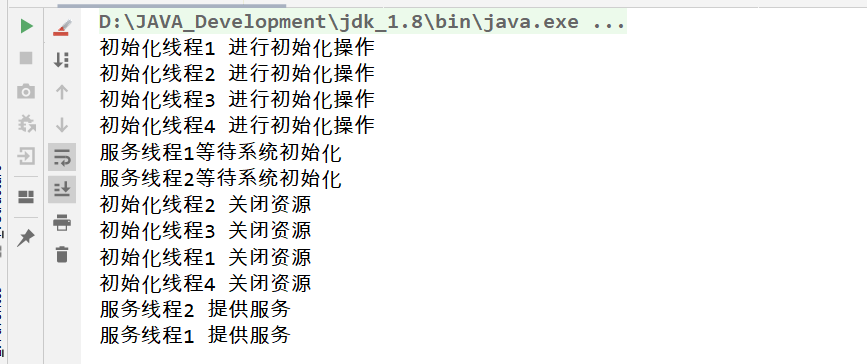 D:\JAVA_Development\jdk_1.8\bin\java.exe ...
初始化线程1 进行初始化操作
初始化线程2 进行初始化操作
初始化线程3 进行初始化操作
初始化线程4 进行初始化操作
服务线程1等待系统初始化
服务线程2等待系统初始化
初始化线程2 关闭资源
初始化线程3 关闭资源
初始化线程1 关闭资源
初始化线程4 关闭资源
服务线程2 提供服务
服务线程1 提供服务